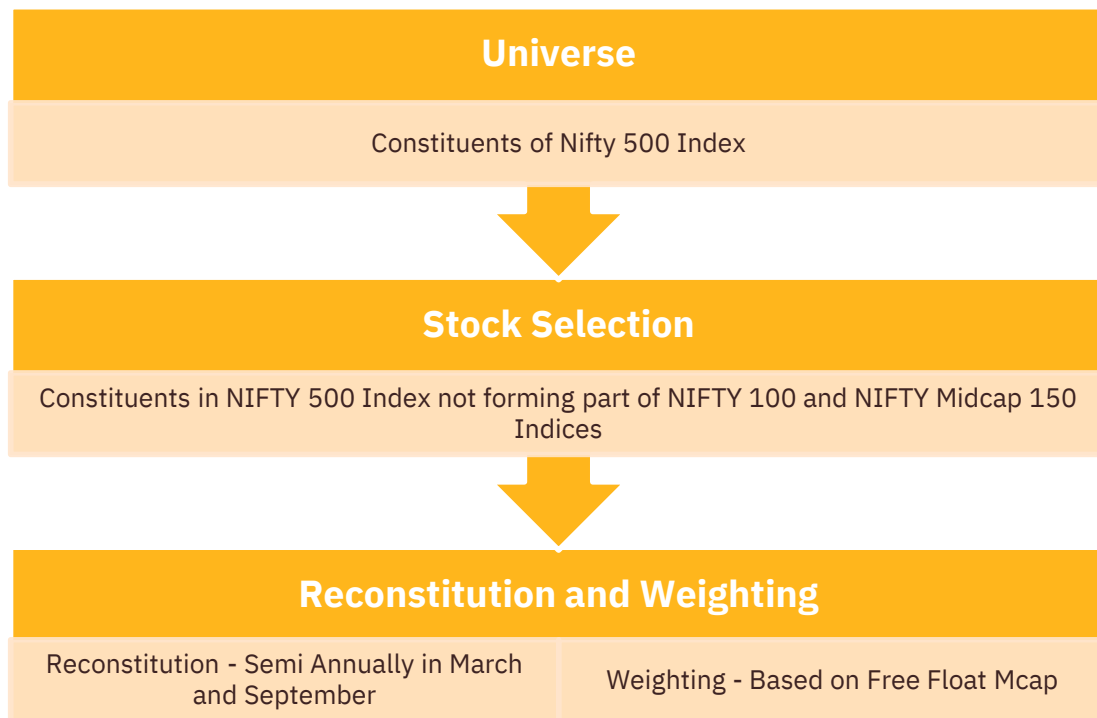 Universe
Constituents of Nifty 500 Index
Stock Selection
Constituents in NIFTY 500 Index not forming part of NIFTY 100 and NIFTY Midcap 150
Indices
Reconstitution and Weighting
Reconstitution - Semi Annually in March
and September
Weighting - Based on Free Float Mcap